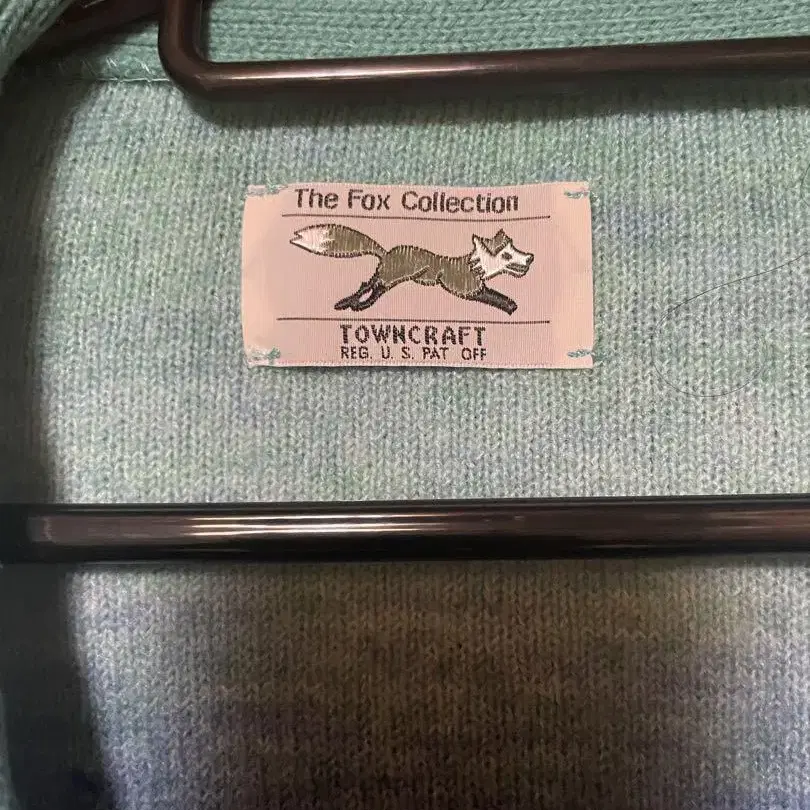 The Fox Collection
TOWNCRAFT
REG. U. S. PAT OFF